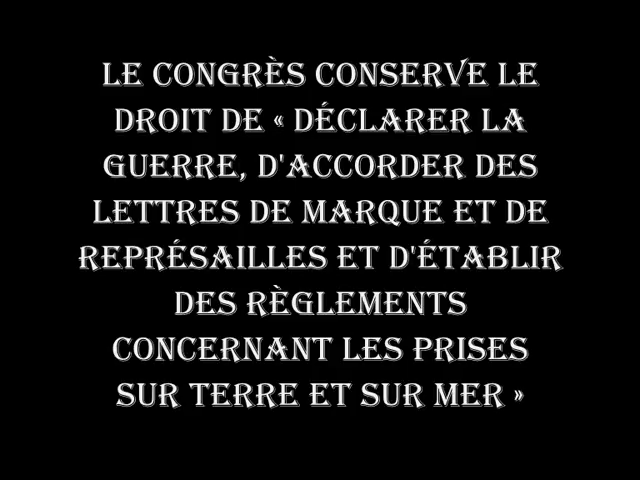 LE CONGRÈS CONSERVE LE
DROIT DE « DÉCLARER LA
GUERRE, D'ACCORDER DES
LETTRES DE MARQUE ET DE
REPRÉSAILLES ET D'ÉTABLIR
DES RÈGLEMENTS
CONCERNANT LES PRISES
SUR TERRE ET SUR MER »